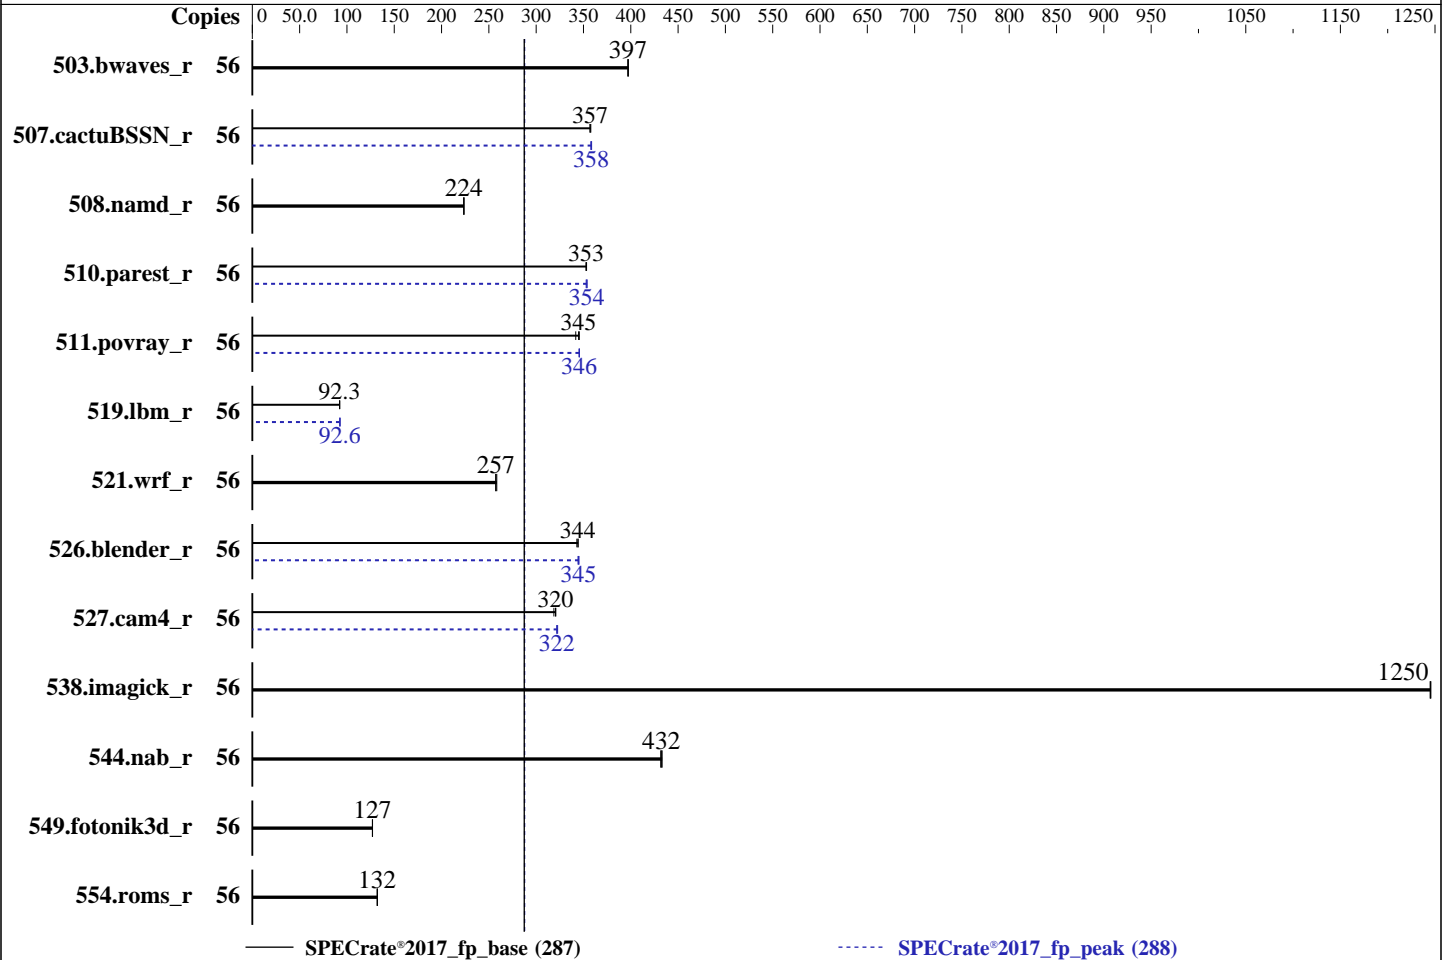 Copies 0 50.0 100 150 200 250 300 350 400 450 500 550 600 650 700 750 800 850 900 950 1050 1150 1250
503.bwaves_r 56 397
507.cactuBSSN_r 56 357
358
508.namd_r 56 224
510.parest_r 56 353
354
511.povray_r 56 345
346
519.lbm_r 56 92.3
92.6
521.wrf_r 56 257
526.blender_r 56 344
345
527.cam4_r 56 320
322
538.imagick_r 56 1250
544.nab_r 56 432
549.fotonik3d_r 56 127
554.roms_r 56 132
SPECrate®2017_fp_base (287) SPECrate®2017_fp_peak (288)